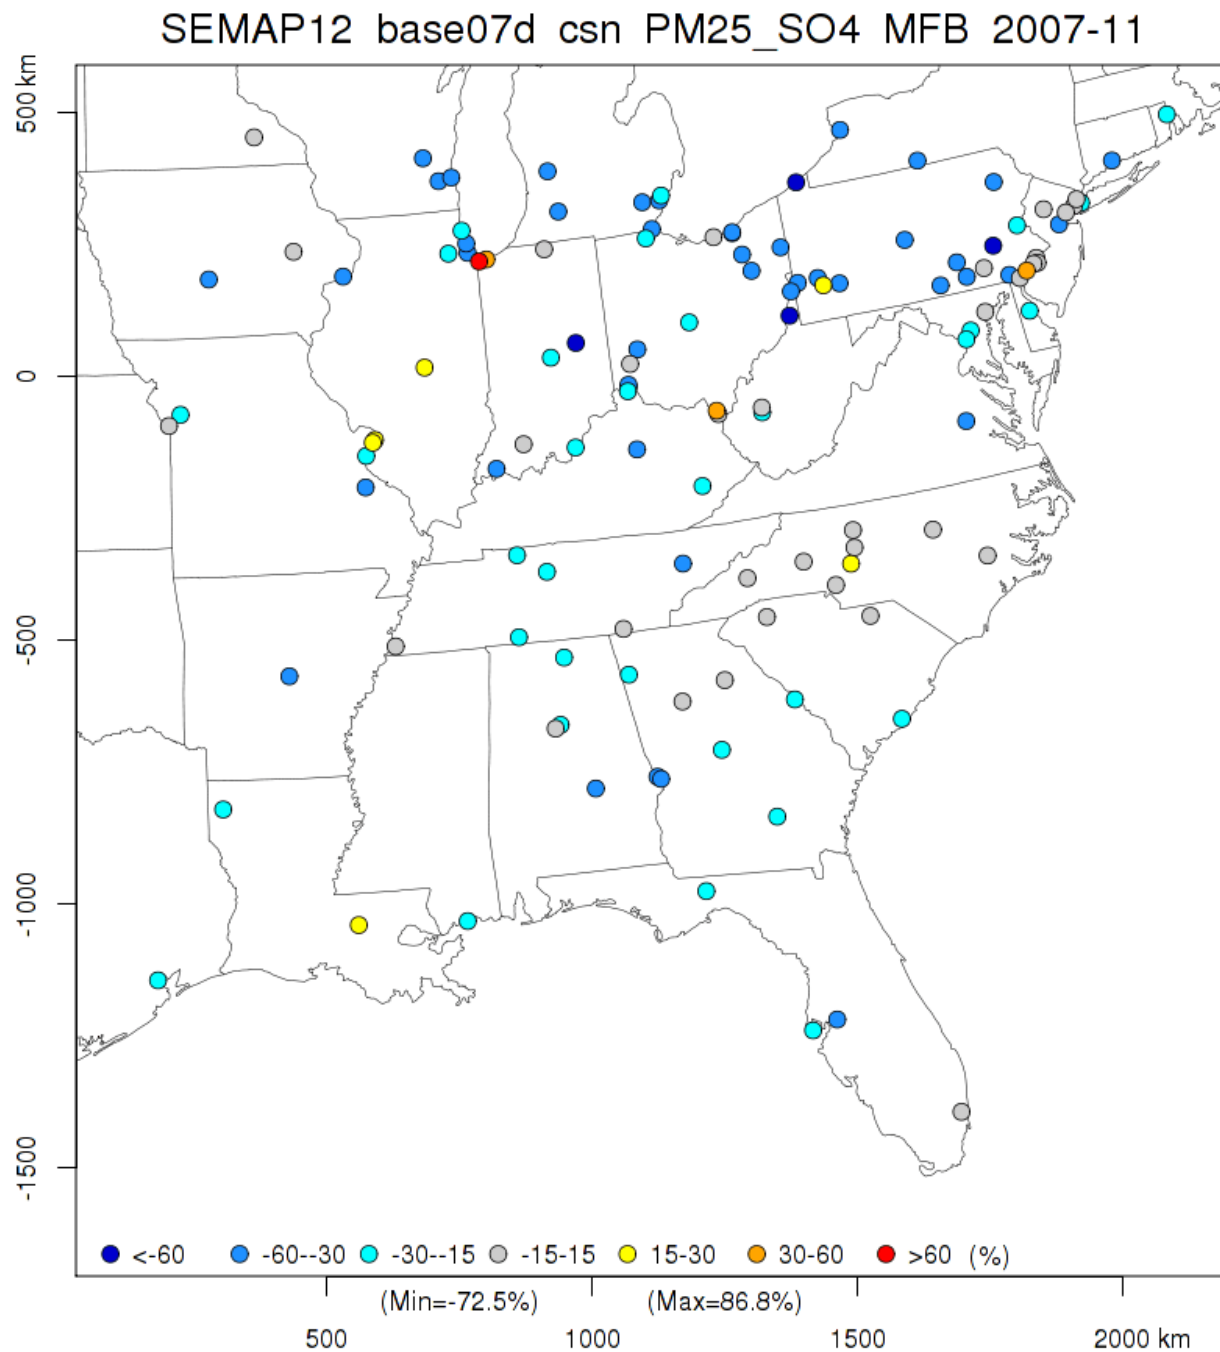 SEMAP12 base07d csn PM25_SO4 MFB 2007-11
500 km
0
-500
-1000
-1500
<-60 -60--30 -30--15 -15-15 15-30 30-60 >60 (%)
(Min=-72.5%) (Max=86.8%)
500 1000 1500 2000 km